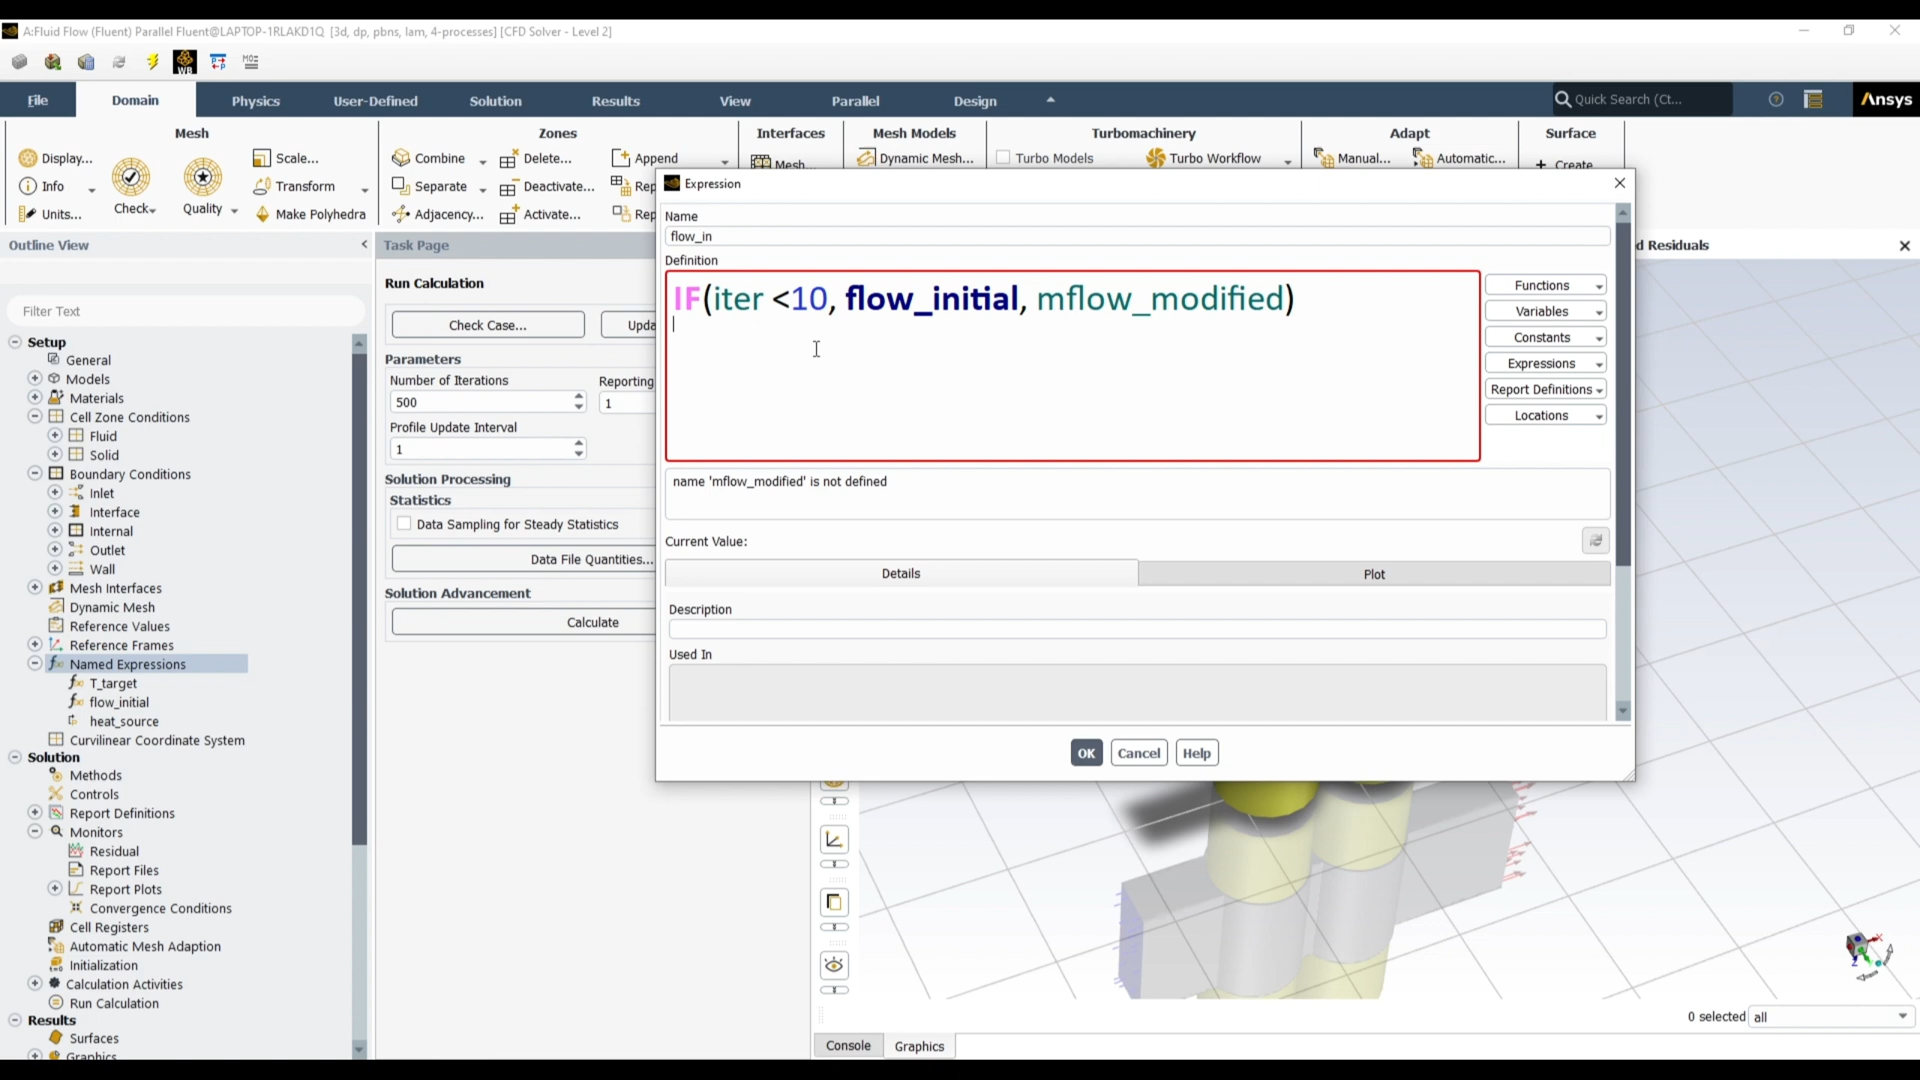 A:Fluid Flow (Fluent) Parallel Fluent@LAPTOP-1RLAKD1Q [3d, dp, pbns, lam, 4-processes] [CFD Solver - Level 2]
WB
File
Domain
Physics
User-Defined
Solution
Results
View
Parallel
Design
Quick Search (Ct...
Ansys
Mesh
Display...
Info
Units...
Check
Quality
Scale...
Transform
Make Polyhedra
Zones
Combine
Separate
Adjacency...
Delete...
Deactivate...
Activate...
Append
Rep
Rep
Interfaces
Mesh
Mesh Models
Dynamic Mesh...
Turbomachinery
Turbo Models
Turbo Workflow
Adapt
Manual...
Automatic...
Surface
+ Create
Outline View
Filter Text
Setup
General
Models
Materials
Cell Zone Conditions
Fluid
Solid
Boundary Conditions
Inlet
Interface
Internal
Outlet
Wall
Mesh Interfaces
Dynamic Mesh
Reference Values
Reference Frames
Named Expressions
T_target
flow_initial
heat_source
Curvilinear Coordinate System
Solution
Methods
Controls
Report Definitions
Monitors
Residual
Report Files
Report Plots
Convergence Conditions
Cell Registers
Automatic Mesh Adaption
Initialization
Calculation Activities
Run Calculation
Results
Surfaces
Graphics
Task Page
Run Calculation
Check Case...
Upda
Parameters
Number of Iterations
500
Reporting
1
Profile Update Interval
1
Solution Processing
Statistics
Data Sampling for Steady Statistics
Data File Quantities...
Solution Advancement
Calculate
Expression
Name
flow_in
Definition
IF(iter <10, flow_initial, mflow_modified)
Functions
Variables
Constants
Expressions
Report Definitions
Locations
name 'mflow_modified' is not defined
Current Value:
Details
Plot
Description
Used In
OK
Cancel
Help
d Residuals
0 selected
all
Console
Graphics